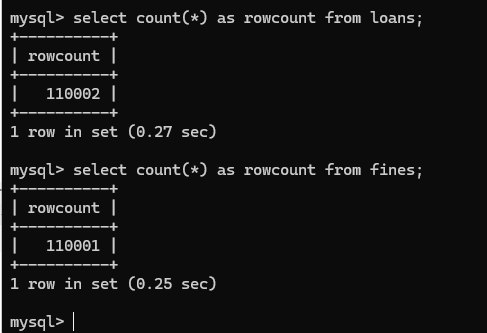 mysql> select count(*) as rowcount from loans;
+----------+
| rowcount |
+----------+
|   110002 |
+----------+
1 row in set (0.27 sec)

mysql> select count(*) as rowcount from fines;
+----------+
| rowcount |
+----------+
|   110001 |
+----------+
1 row in set (0.25 sec)

mysql>